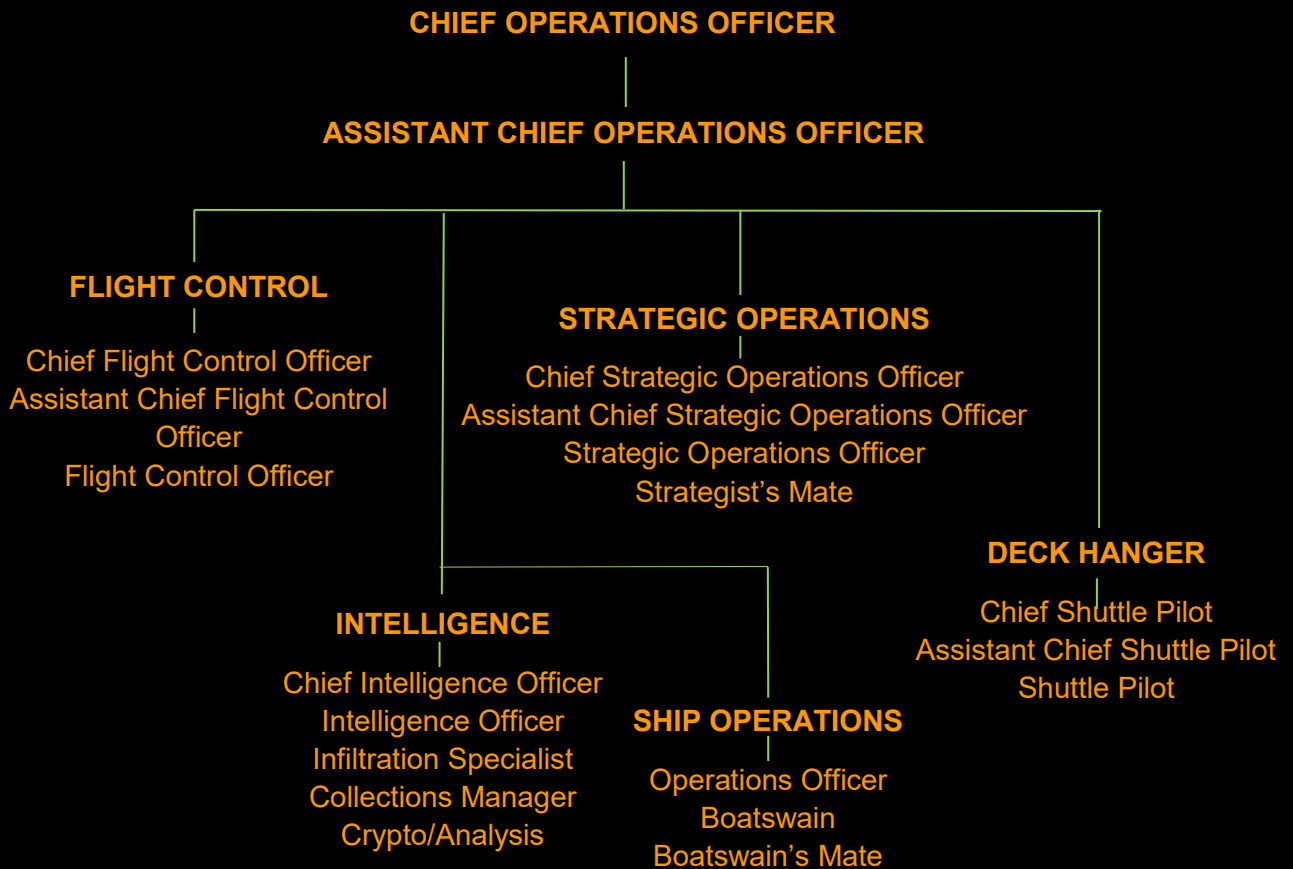 CHIEF OPERATIONS OFFICER
ASSISTANT CHIEF OPERATIONS OFFICER
FLIGHT CONTROL
Chief Flight Control Officer
Assistant Chief Flight Control
Officer
Flight Control Officer
STRATEGIC OPERATIONS
Chief Strategic Operations Officer
Assistant Chief Strategic Operations Officer
Strategic Operations Officer
Strategist’s Mate
DECK HANGER
Chief Shuttle Pilot
Assistant Chief Shuttle Pilot
Shuttle Pilot
INTELLIGENCE
Chief Intelligence Officer
Intelligence Officer
Infiltration Specialist
Collections Manager
Crypto/Analysis
SHIP OPERATIONS
Operations Officer
Boatswain
Boatswain’s Mate